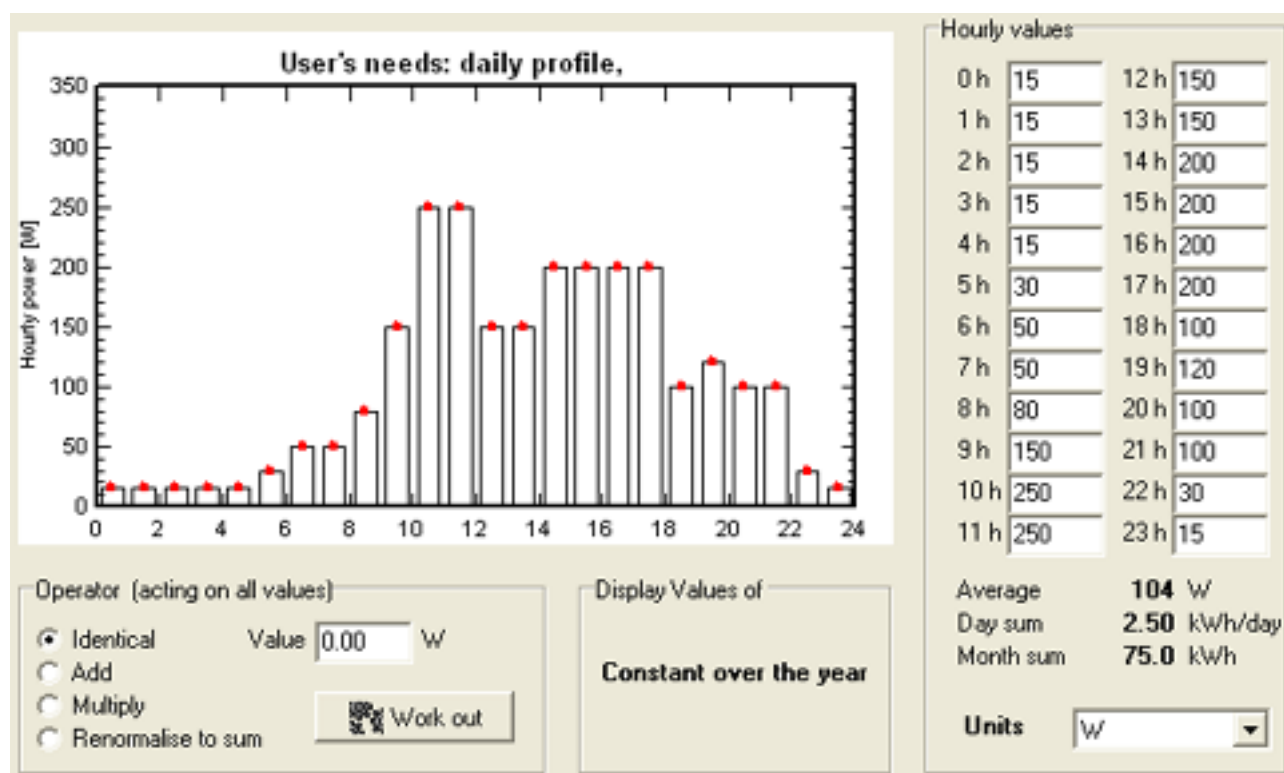 User's needs: daily profile,
Hourly power [W]
350
300
250
200
150
100
50
0
0 2 4 6 8 10 12 14 16 18 20 22 24
Operator (acting on all values)
Identical Value 0.00 W
Add
Multiply
Renormalise to sum
Work out
Display Values of
Constant over the year
Hourly values
0 h 15 12 h 150
1 h 15 13 h 150
2 h 15 14 h 200
3 h 15 15 h 200
4 h 15 16 h 200
5 h 30 17 h 200
6 h 50 18 h 100
7 h 50 19 h 120
8 h 80 20 h 100
9 h 150 21 h 100
10 h 250 22 h 30
11 h 250 23 h 15
Average 104 W
Day sum 2.50 kWh/day
Month sum 75.0 kWh
Units W